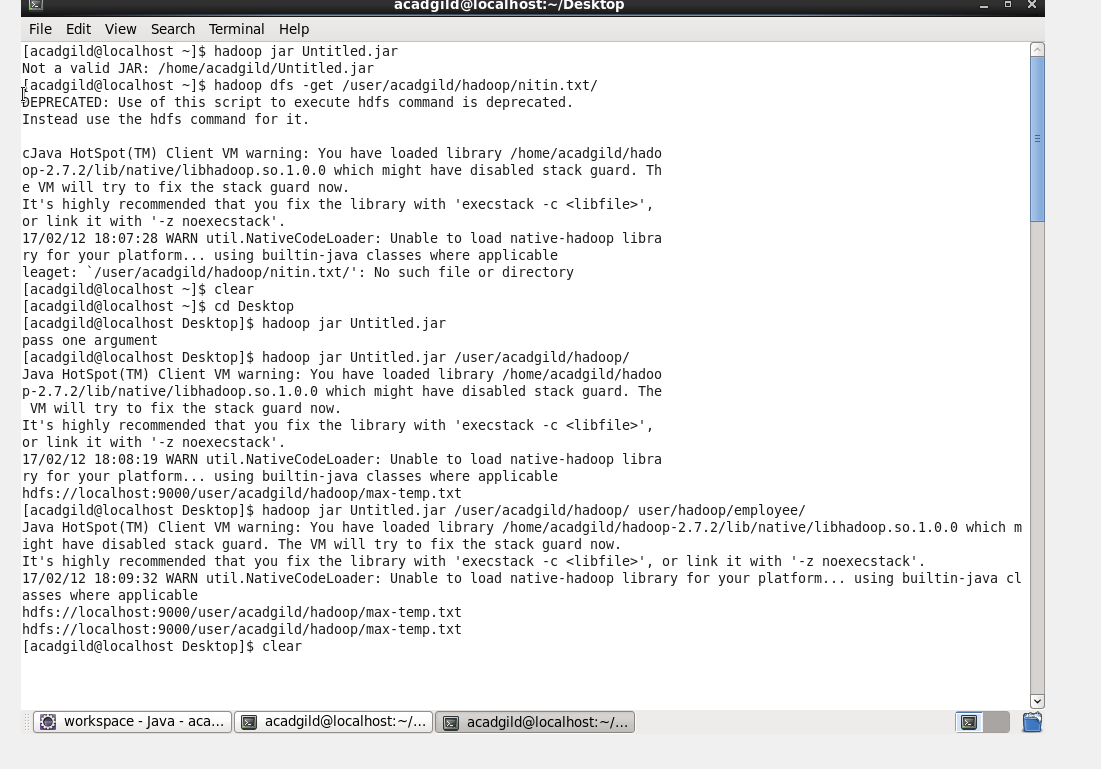 acadgild@localhost:~/Desktop
File Edit View Search Terminal Help
[acadgild@localhost ~]$ hadoop jar Untitled.jar
Not a valid JAR: /home/acadgild/Untitled.jar
[acadgild@localhost ~]$ hadoop dfs -get /user/acadgild/hadoop/nitin.txt/
DEPRECATED: Use of this script to execute hdfs command is deprecated.
Instead use the hdfs command for it.
cJava HotSpot(TM) Client VM warning: You have loaded library /home/acadgild/hado
op-2.7.2/lib/native/libhadoop.so.1.0.0 which might have disabled stack guard. Th
e VM will try to fix the stack guard now.
It's highly recommended that you fix the library with 'execstack -c <libfile>',
or link it with '-z noexecstack'.
17/02/12 18:07:28 WARN util.NativeCodeLoader: Unable to load native-hadoop libra
ry for your platform... using builtin-java classes where applicable
leaget: `/user/acadgild/hadoop/nitin.txt/': No such file or directory
[acadgild@localhost ~]$ clear
[acadgild@localhost ~]$ cd Desktop
[acadgild@localhost Desktop]$ hadoop jar Untitled.jar
pass one argument
[acadgild@localhost Desktop]$ hadoop jar Untitled.jar /user/acadgild/hadoop/
Java HotSpot(TM) Client VM warning: You have loaded library /home/acadgild/hadoo
p-2.7.2/lib/native/libhadoop.so.1.0.0 which might have disabled stack guard. The
 VM will try to fix the stack guard now.
It's highly recommended that you fix the library with 'execstack -c <libfile>',
or link it with '-z noexecstack'.
17/02/12 18:08:19 WARN util.NativeCodeLoader: Unable to load native-hadoop libra
ry for your platform... using builtin-java classes where applicable
hdfs://localhost:9000/user/acadgild/hadoop/max-temp.txt
[acadgild@localhost Desktop]$ hadoop jar Untitled.jar /user/acadgild/hadoop/ user/hadoop/employee/
Java HotSpot(TM) Client VM warning: You have loaded library /home/acadgild/hadoop-2.7.2/lib/native/libhadoop.so.1.0.0 which m
ight have disabled stack guard. The VM will try to fix the stack guard now.
It's highly recommended that you fix the library with 'execstack -c <libfile>', or link it with '-z noexecstack'.
17/02/12 18:09:32 WARN util.NativeCodeLoader: Unable to load native-hadoop library for your platform... using builtin-java cl
asses where applicable
hdfs://localhost:9000/user/acadgild/hadoop/max-temp.txt
hdfs://localhost:9000/user/acadgild/hadoop/max-temp.txt
[acadgild@localhost Desktop]$ clear
workspace - Java - aca... acadgild@localhost:~/... acadgild@localhost:~/...